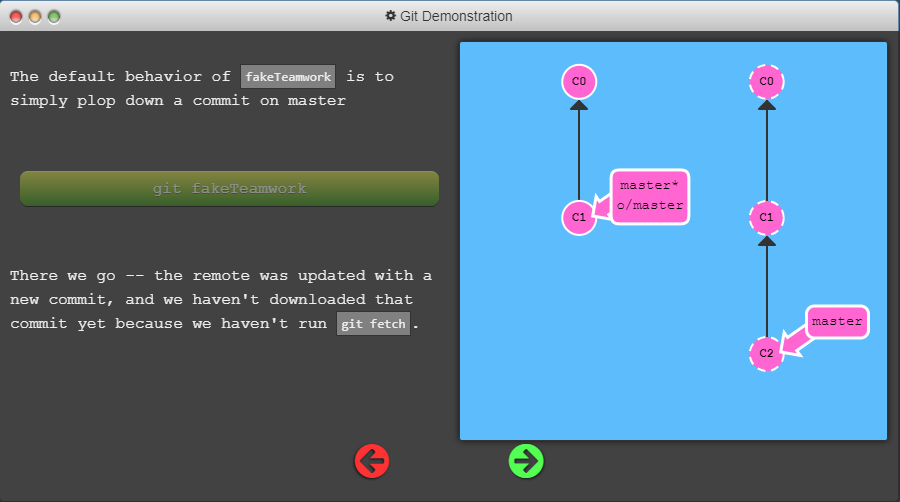 Git Demonstration
The default behavior of fakeTeamwork is to
simply plop down a commit on master
git fakeTeamwork
There we go -- the remote was updated with a
new commit, and we haven't downloaded that
commit yet because we haven't run git fetch.
C0
C0
master*
o/master
C1
C1
master
C2